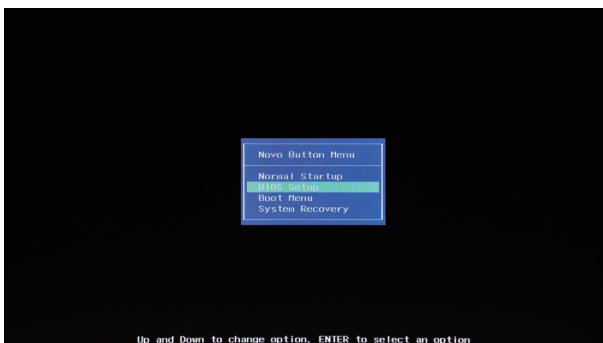 Novo Button Menu
Normal Startup
BIOS Setup
Boot Menu
System Recovery
Up and Down to change option, ENTER to select an option